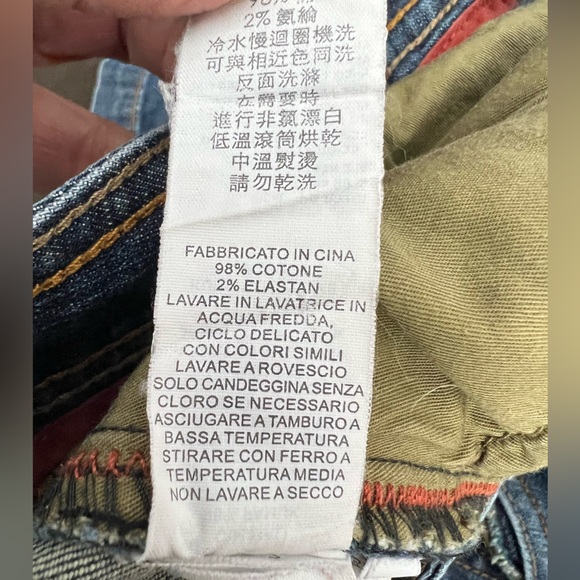 2% 氨綸
冷水慢迴圈機洗
可與相近色同洗
反面洗滌
在需要時
進行非氯漂白
低溫滾筒烘乾
中溫熨燙
請勿乾洗
FABBRICATO IN CINA
98% COTONE
2% ELASTAN
LAVARE IN LAVATRICE IN
ACQUA FREDDA,
CICLO DELICATO
CON COLORI SIMILI
LAVARE A ROVESCIO
SOLO CANDEGGINA SENZA
CLORO SE NECESSARIO
ASCIUGARE A TAMBURO A
BASSA TEMPERATURA
STIRARE CON FERRO A
TEMPERATURA MEDIA
NON LAVARE A SECCO